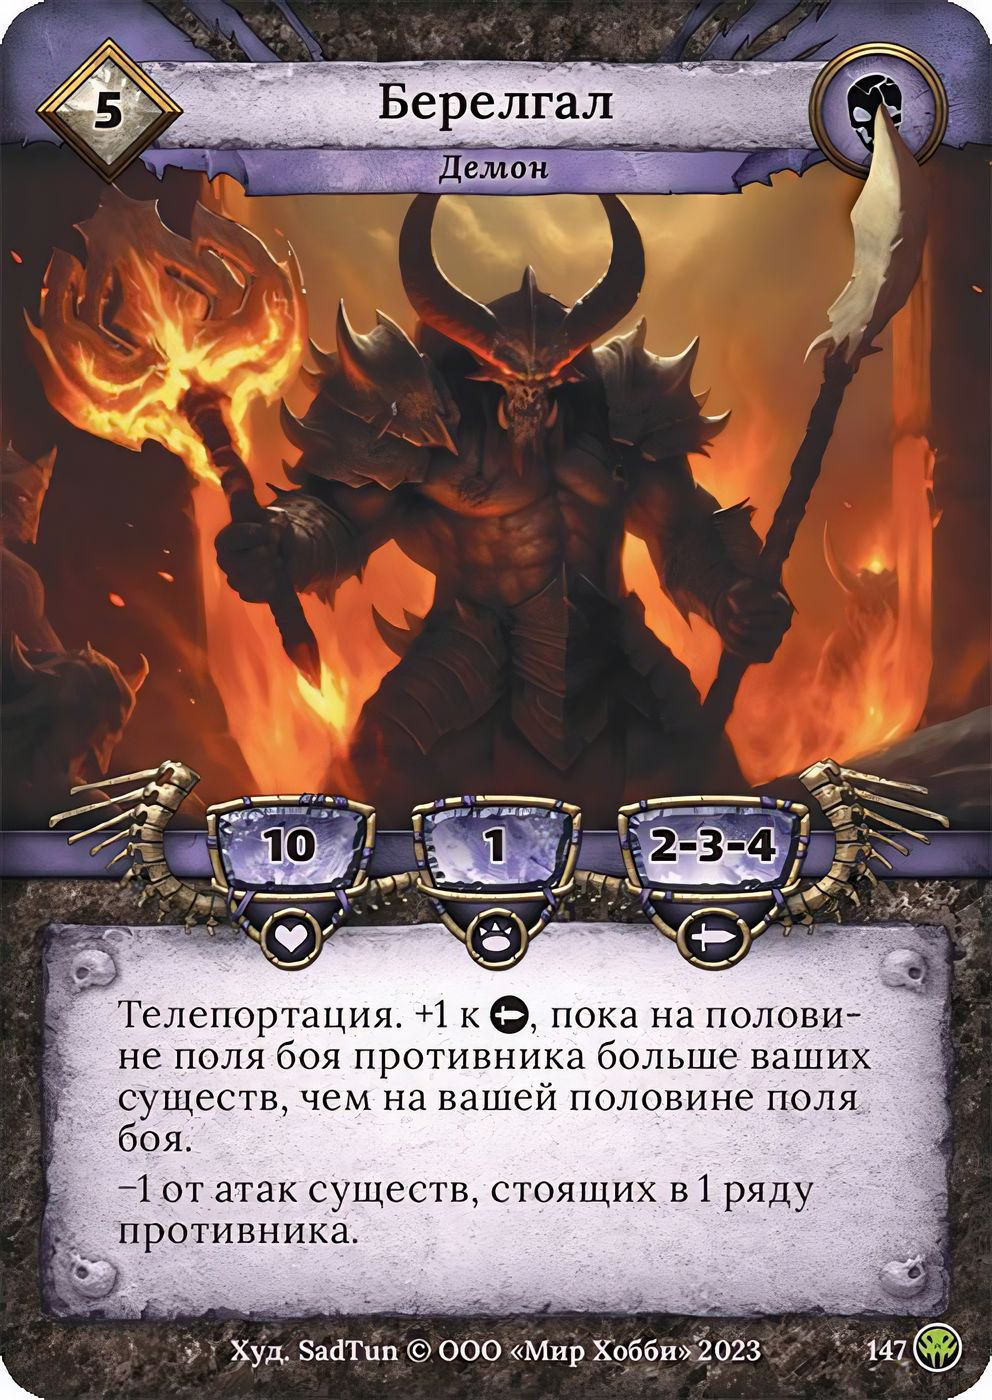 5
Берелгал
Демон
10
1
2-3-4
Телепортация. +1 к , пока на полови-
не поля боя противника больше ваших
существ, чем на вашей половине поля
боя.
−1 от атак существ, стоящих в 1 ряду
противника.
Худ. SadTun © ООО «Мир Хобби» 2023
147